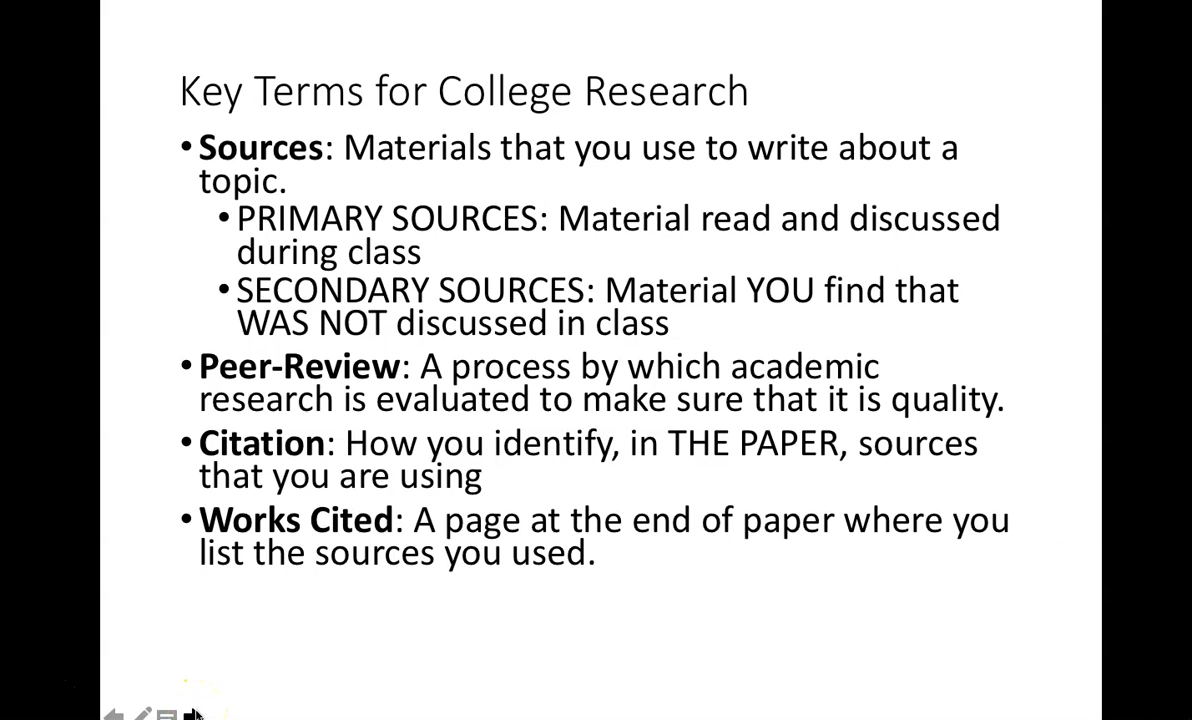 Key Terms for College Research
• Sources: Materials that you use to write about a
topic.
• PRIMARY SOURCES: Material read and discussed
during class
• SECONDARY SOURCES: Material YOU find that
WAS NOT discussed in class
• Peer-Review: A process by which academic
research is evaluated to make sure that it is quality.
• Citation: How you identify, in THE PAPER, sources
that you are using
• Works Cited: A page at the end of paper where you
list the sources you used.